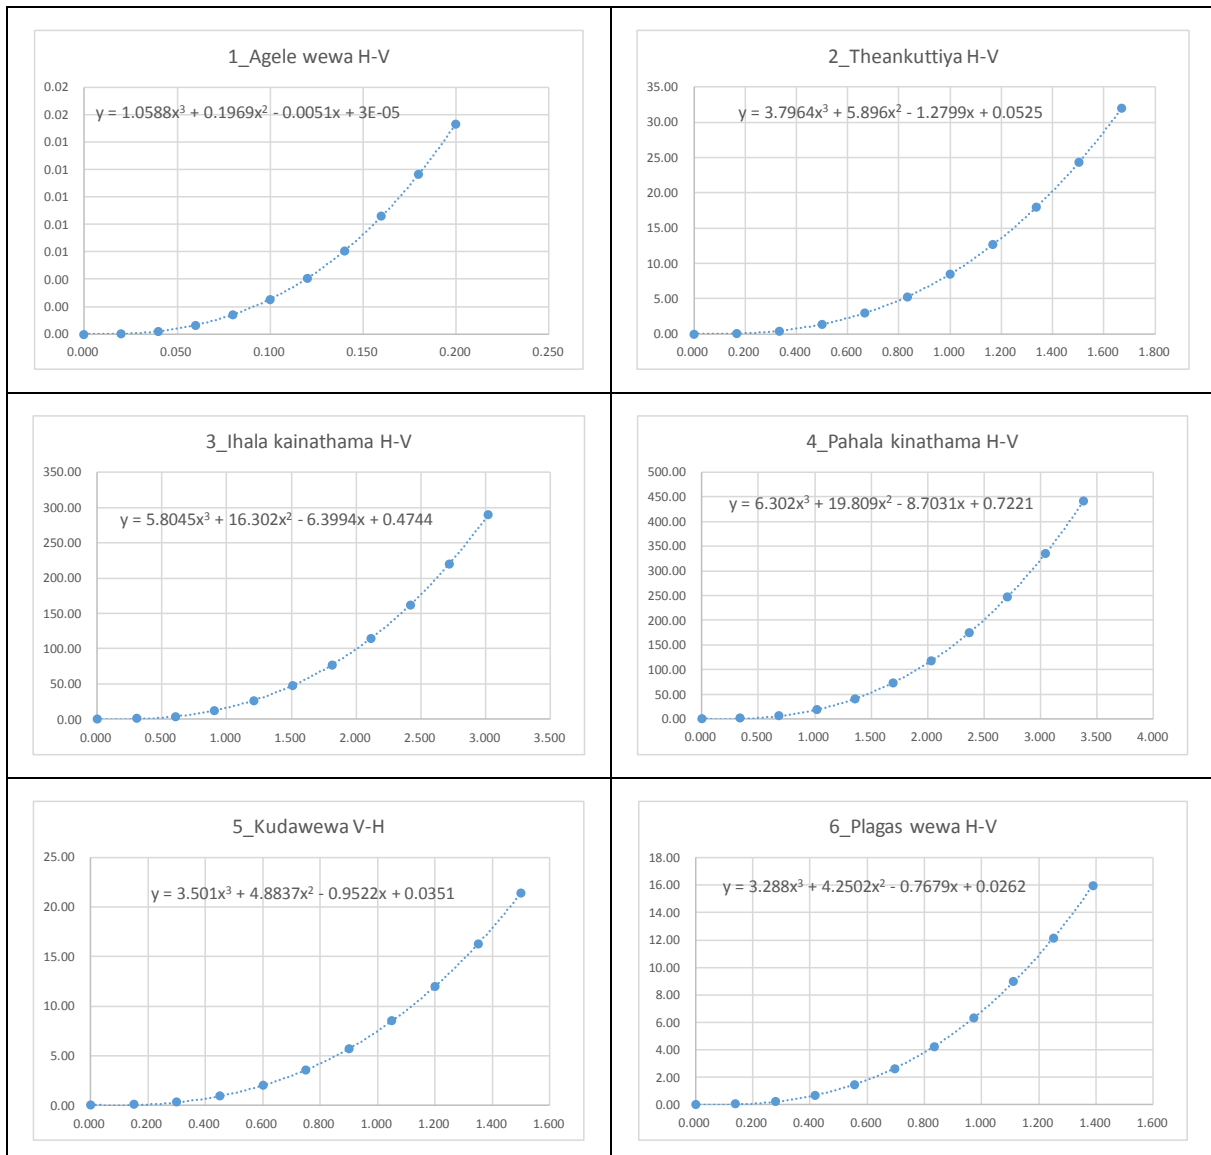 1_Agele wewa H-V
y = 1.0588x³ + 0.1969x² - 0.0051x + 3E-05
0.02
0.02
0.01
0.01
0.01
0.01
0.01
0.00
0.00
0.00
0.000 0.050 0.100 0.150 0.200 0.250
2_Theankuttiya H-V
y = 3.7964x³ + 5.896x² - 1.2799x + 0.0525
35.00
30.00
25.00
20.00
15.00
10.00
5.00
0.00
0.000 0.200 0.400 0.600 0.800 1.000 1.200 1.400 1.600 1.800
3_Ihala kainathama H-V
350.00
300.00
y = 5.8045x³ + 16.302x² - 6.3994x + 0.4744
250.00
200.00
150.00
100.00
50.00
0.00
0.000 0.500 1.000 1.500 2.000 2.500 3.000 3.500
4_Pahala kinathama H-V
500.00
450.00
y = 6.302x³ + 19.809x² - 8.7031x + 0.7221
400.00
350.00
300.00
250.00
200.00
150.00
100.00
50.00
0.00
0.000 0.500 1.000 1.500 2.000 2.500 3.000 3.500 4.000
5_Kudawewa V-H
25.00
y = 3.501x³ + 4.8837x² - 0.9522x + 0.0351
20.00
15.00
10.00
5.00
0.00
0.000 0.200 0.400 0.600 0.800 1.000 1.200 1.400 1.600
6_Plagas wewa H-V
18.00
16.00
y = 3.288x³ + 4.2502x² - 0.7679x + 0.0262
14.00
12.00
10.00
8.00
6.00
4.00
2.00
0.00
0.000 0.200 0.400 0.600 0.800 1.000 1.200 1.400 1.600